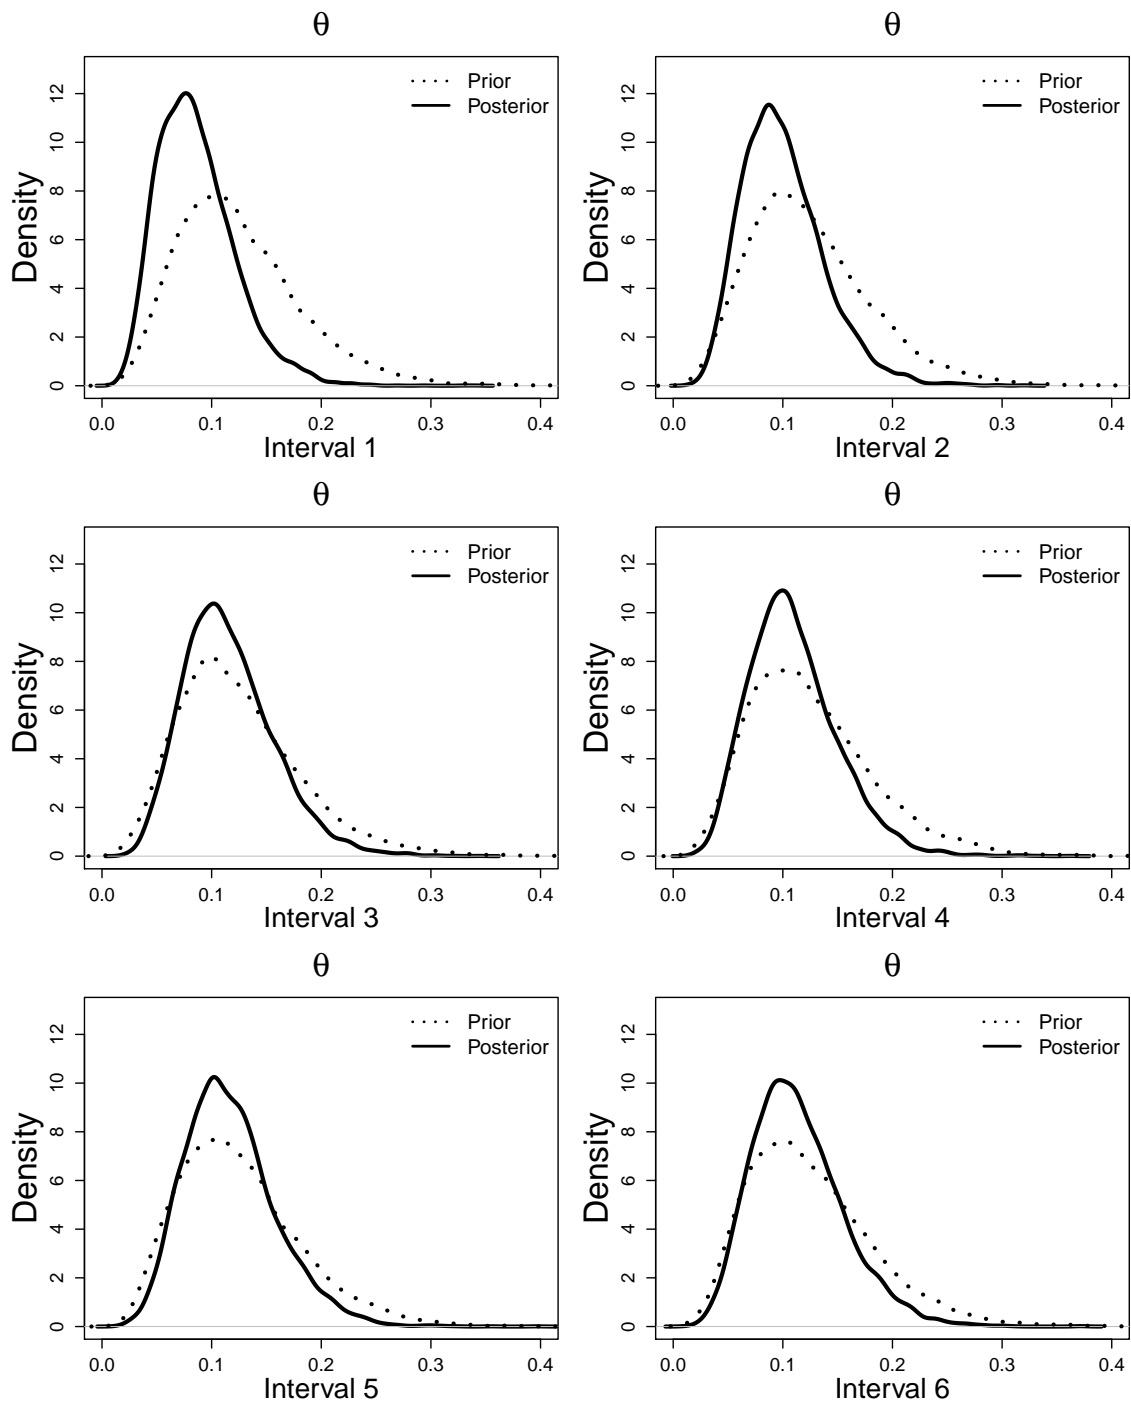 θ
Prior
Posterior
Density
0 2 4 6 8 10 12
0.0 0.1 0.2 0.3 0.4
Interval 1
θ
Prior
Posterior
Density
0 2 4 6 8 10 12
0.0 0.1 0.2 0.3 0.4
Interval 2
θ
Prior
Posterior
Density
0 2 4 6 8 10 12
0.0 0.1 0.2 0.3 0.4
Interval 3
θ
Prior
Posterior
Density
0 2 4 6 8 10 12
0.0 0.1 0.2 0.3 0.4
Interval 4
θ
Prior
Posterior
Density
0 2 4 6 8 10 12
0.0 0.1 0.2 0.3 0.4
Interval 5
θ
Prior
Posterior
Density
0 2 4 6 8 10 12
0.0 0.1 0.2 0.3 0.4
Interval 6